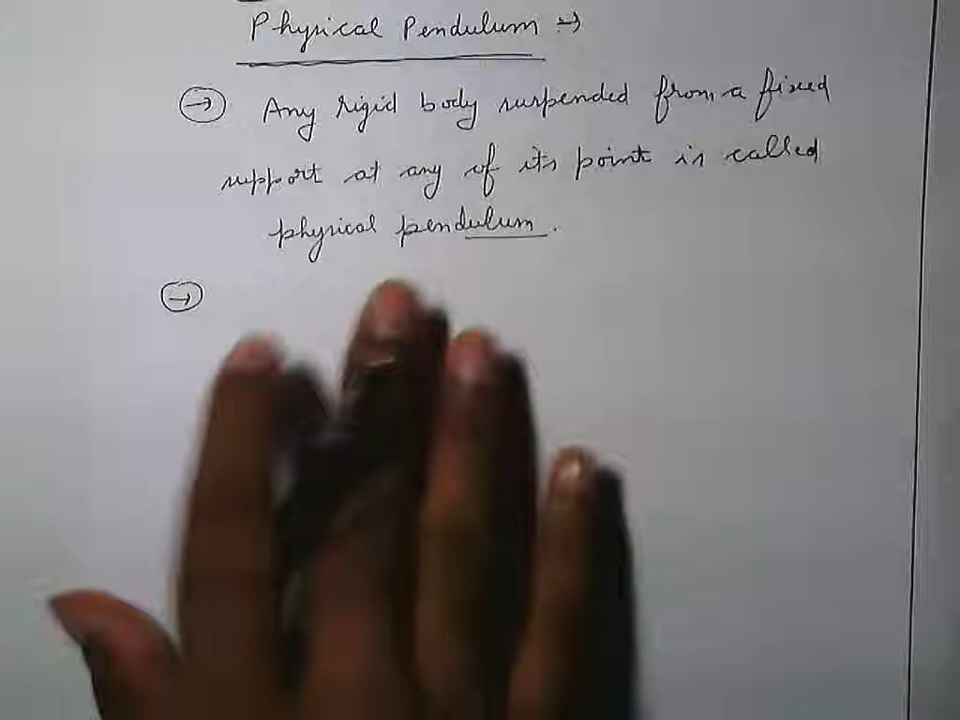 Physical Pendulum →
→ Any rigid body suspended from a fixed
support at any of its point is called
physical pendulum.
→